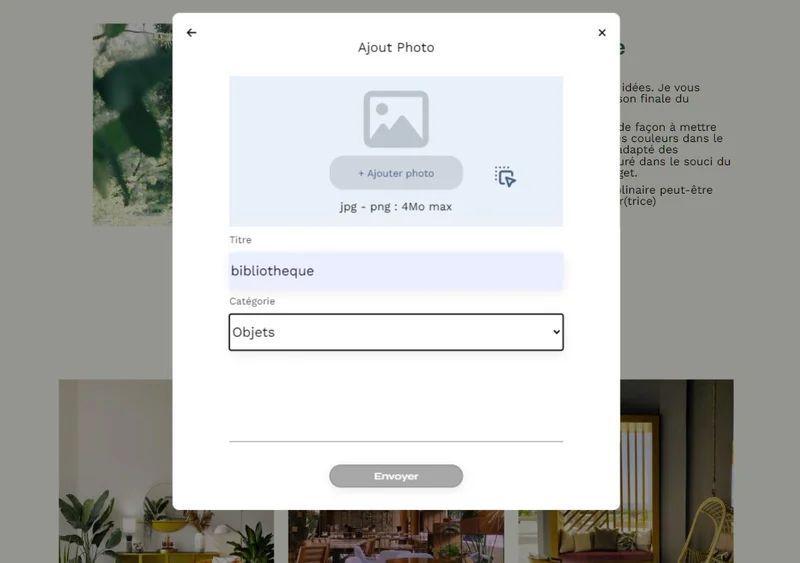 Ajout Photo
+ Ajouter photo
jpg - png : 4Mo max
Titre
bibliotheque
Catégorie
Objets
Envoyer
e
idées. Je vous
son finale du
de façon à mettre
s couleurs dans le
adapté des
uré dans le souci du
get.
olinaire peut-être
r(trice)